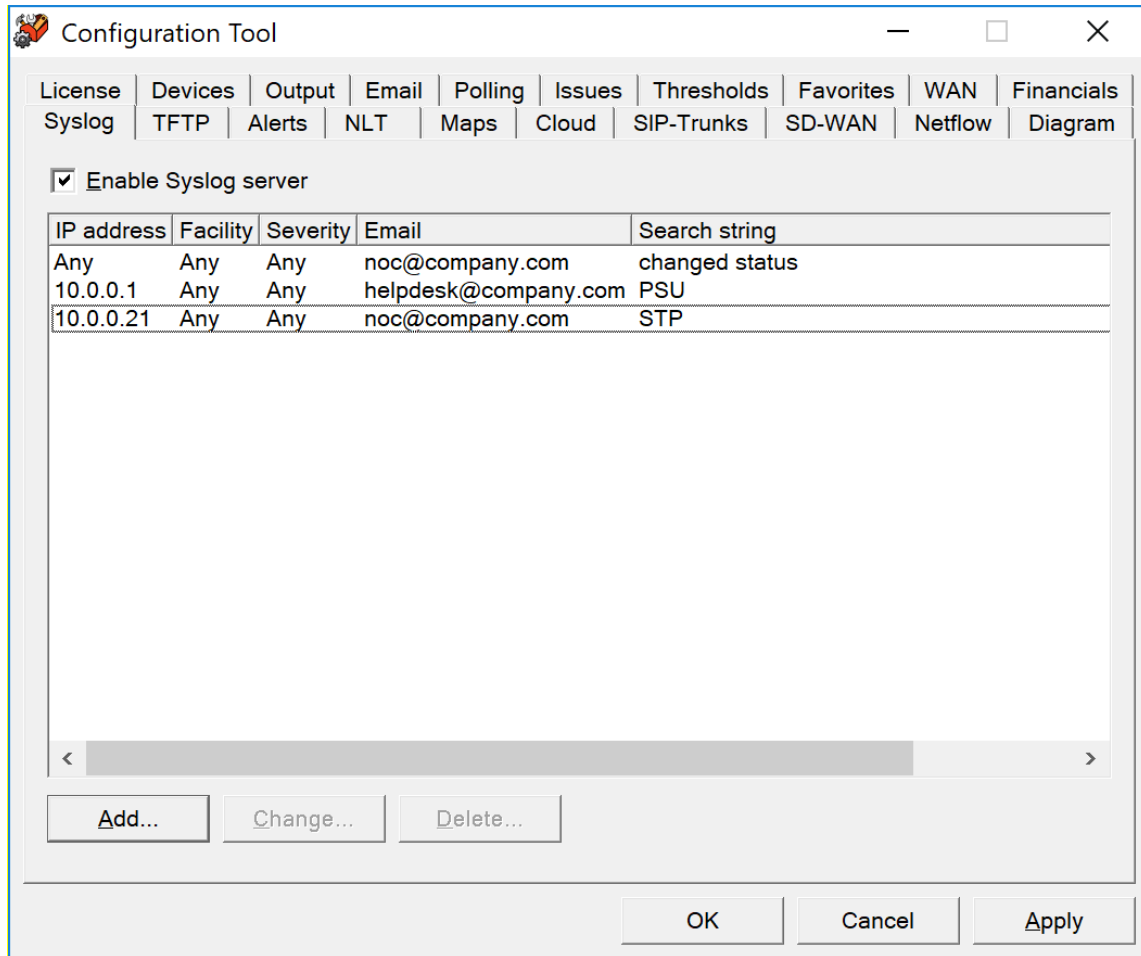 Configuration Tool
License Devices Output Email Polling Issues Thresholds Favorites WAN Financials
Syslog TFTP Alerts NLT Maps Cloud SIP-Trunks SD-WAN Netflow Diagram
Enable Syslog server
IP address Facility Severity Email Search string
Any Any Any noc@company.com changed status
10.0.0.1 Any Any helpdesk@company.com PSU
10.0.0.21 Any Any noc@company.com STP
Add... Change... Delete...
OK Cancel Apply